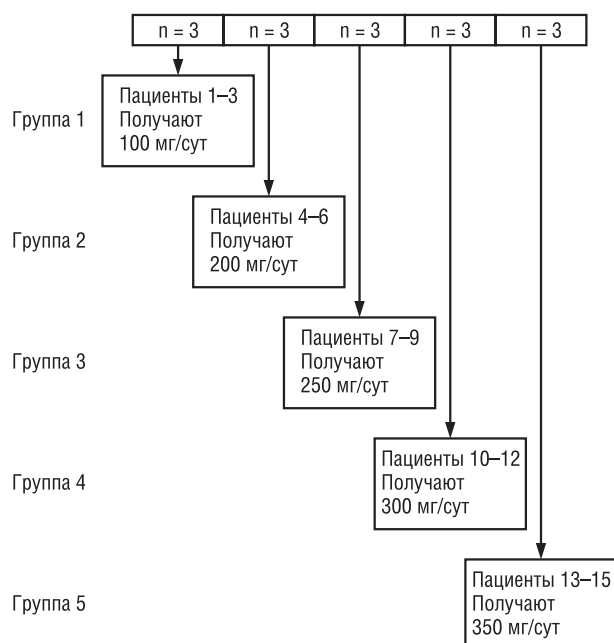 n = 3 n = 3 n = 3 n = 3 n = 3
Группа 1
Пациенты 1–3
Получают
100 мг/сут
Группа 2
Пациенты 4–6
Получают
200 мг/сут
Группа 3
Пациенты 7–9
Получают
250 мг/сут
Группа 4
Пациенты 10–12
Получают
300 мг/сут
Группа 5
Пациенты 13–15
Получают
350 мг/сут